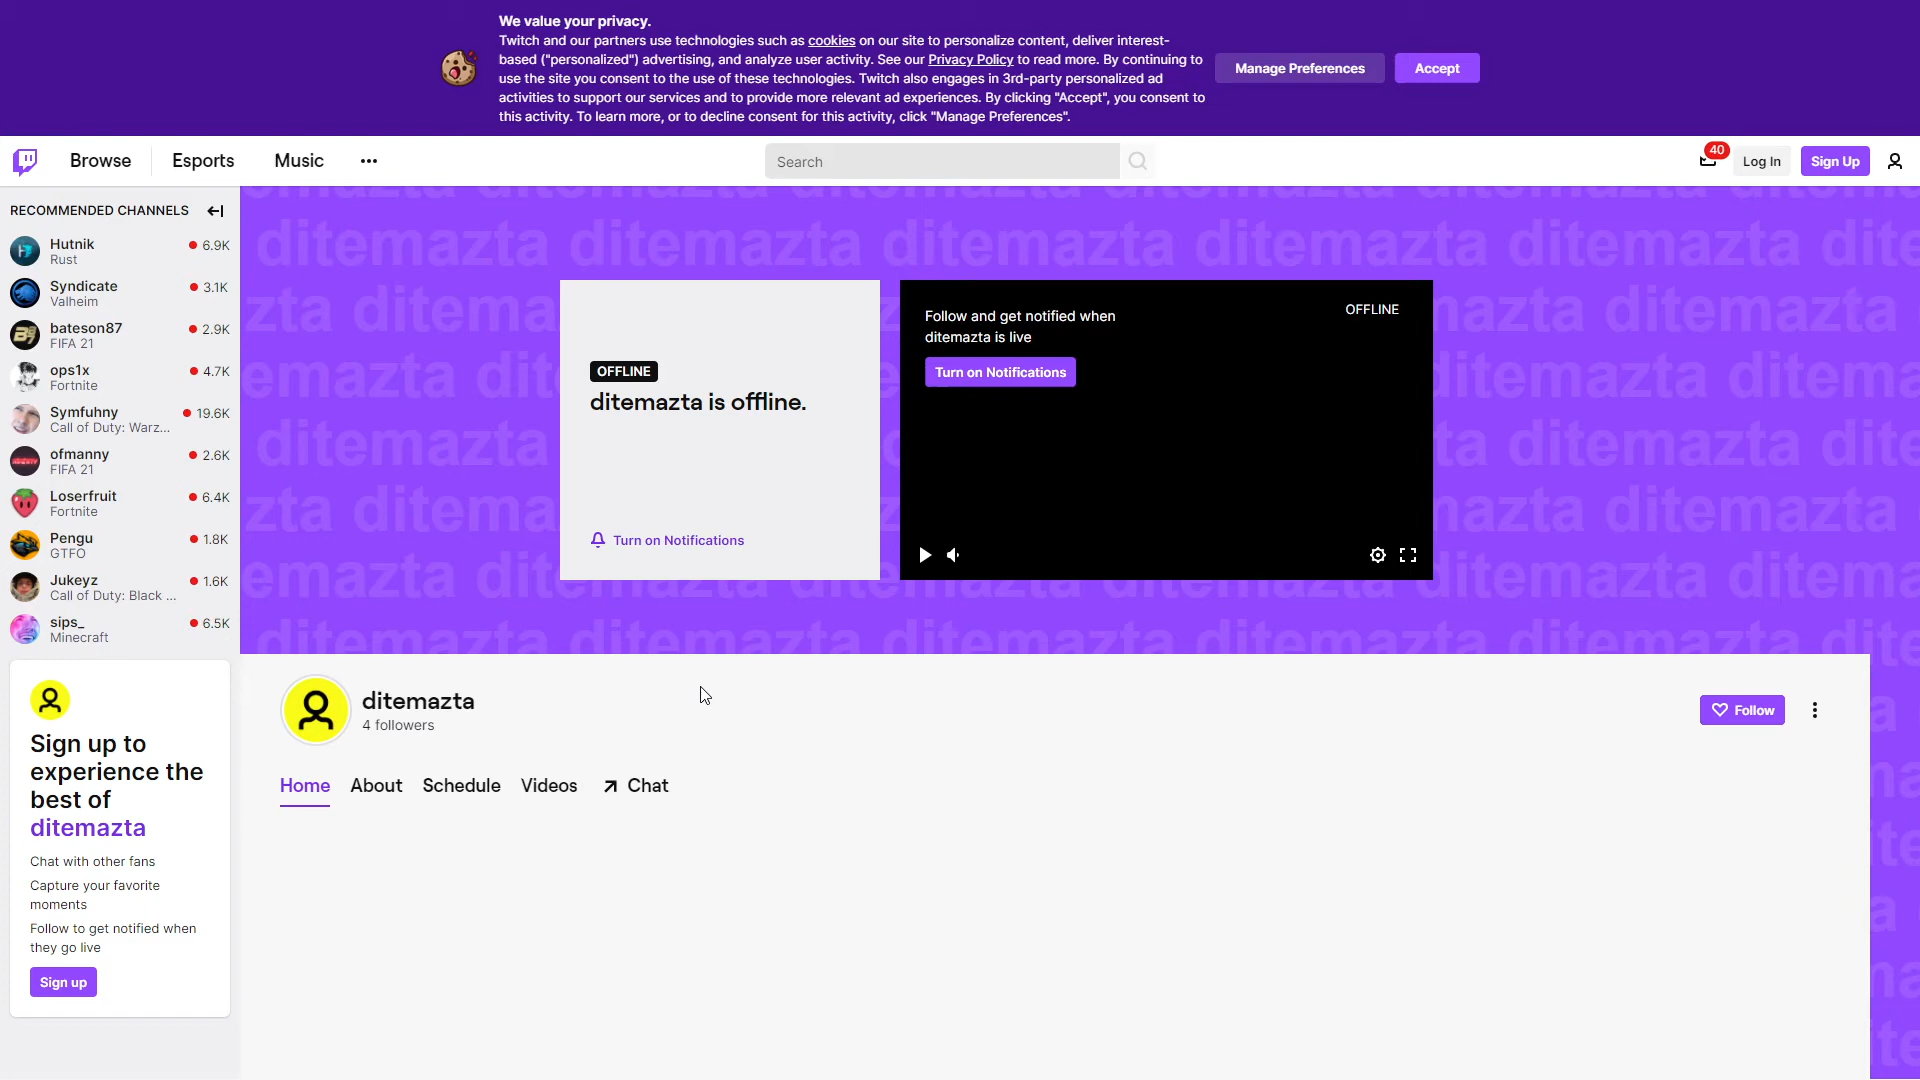 We value your privacy.
Twitch and our partners use technologies such as cookies on our site to personalize content, deliver interest-
based ("personalized") advertising, and analyze user activity. See our Privacy Policy to read more. By continuing to
use the site you consent to the use of these technologies. Twitch also engages in 3rd-party personalized ad
activities to support our services and to provide more relevant ad experiences. By clicking "Accept", you consent to
this activity. To learn more, or to decline consent for this activity, click "Manage Preferences".
Manage Preferences
Accept
Browse
Esports
Music
Search
40
Log In
Sign Up
RECOMMENDED CHANNELS
Hutnik
6.9K
Rust
Syndicate
3.1K
Valheim
bateson87
2.9K
FIFA 21
ops1x
4.7K
Fortnite
Symfuhny
19.6K
Call of Duty: Warz...
ofmanny
2.6K
FIFA 21
Loserfruit
6.4K
Fortnite
Pengu
1.8K
GTFO
Jukeyz
1.6K
Call of Duty: Black ...
sips_
6.5K
Minecraft
Sign up to
experience the
best of
ditemazta
Chat with other fans
Capture your favorite
moments
Follow to get notified when
they go live
Sign up
ditemazta ditemazta ditemazta ditemazta ditemazta dite
OFFLINE
ditemazta is offline.
Turn on Notifications
Follow and get notified when
ditemazta is live
OFFLINE
Turn on Notifications
ditemazta
4 followers
Follow
Home
About
Schedule
Videos
Chat